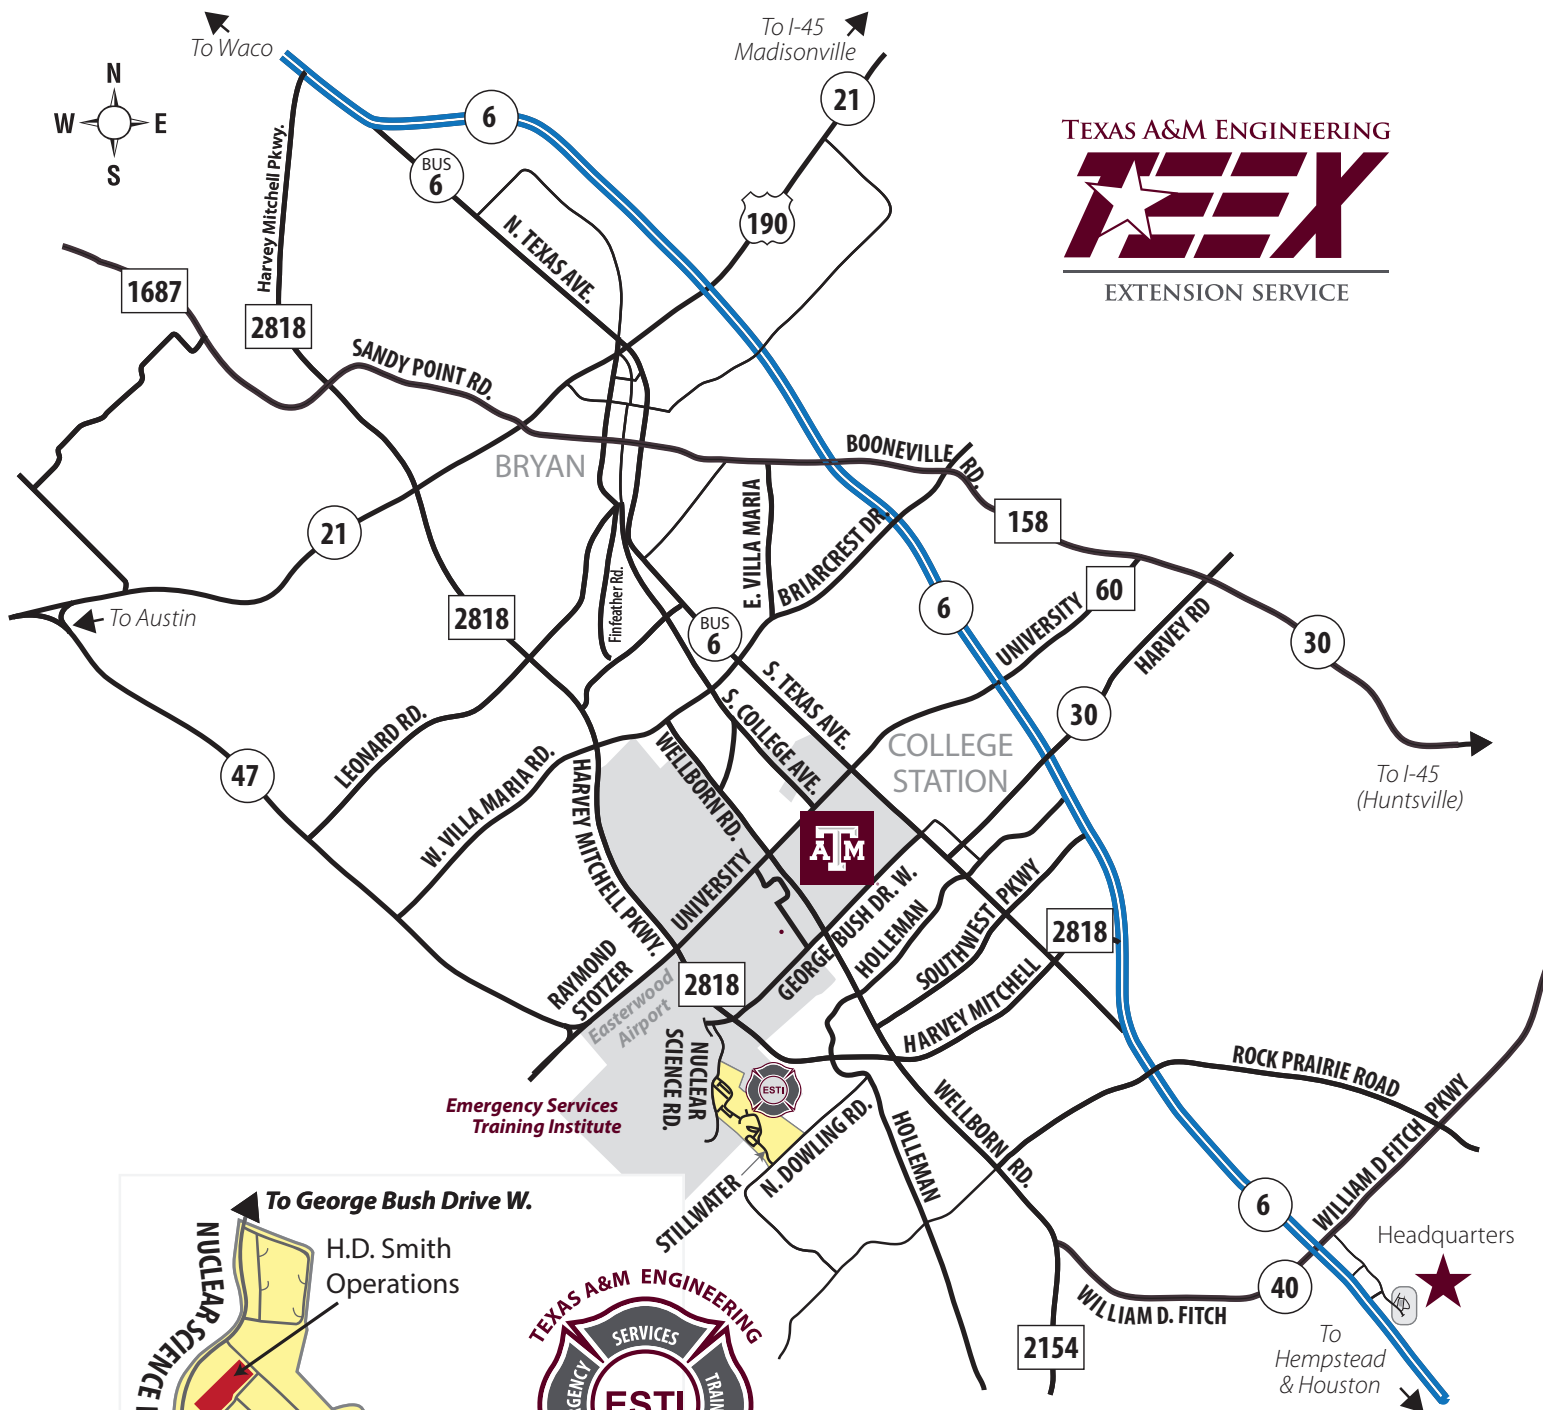 To Waco
To I-45
Madisonville
N
W
E
S
6
21
BUS
6
190
Harvey Mitchell Pkwy.
N. TEXAS AVE.
TEXAS A&M ENGINEERING
TEEX
EXTENSION SERVICE
1687
2818
SANDY POINT RD.
BRYAN
BOONEVILLE RD.
158
21
E. VILLA MARIA
BRIARCREST DR.
Finfeather Rd.
2818
To Austin
BUS
6
6
UNIVERSITY
60
HARVEY RD
30
30
S. TEXAS AVE.
S. COLLEGE AVE.
COLLEGE
STATION
To I-45
(Huntsville)
47
LEONARD RD.
W. VILLA MARIA RD.
HARVEY MITCHELL PKWY.
WELLBORN RD.
UNIVERSITY
ATM
GEORGE BUSH DR. W.
HOLLEMAN
SOUTHWEST PKWY
2818
HARVEY MITCHELL
RAYMOND
STOTZER
Easterwood
Airport
2818
NUCLEAR
SCIENCE RD.
ESTI
Emergency Services
Training Institute
STILLWATER
N. DOWLING RD.
HOLLEMAN
WELLBORN RD.
ROCK PRAIRIE ROAD
WILLIAM D FITCH PKWY
6
Headquarters
40
WILLIAM D. FITCH
2154
To
Hempstead
& Houston
To George Bush Drive W.
NUCLEAR SCIENCE
H.D. Smith
Operations
TEXAS A&M ENGINEERING
SERVICES
ESTI